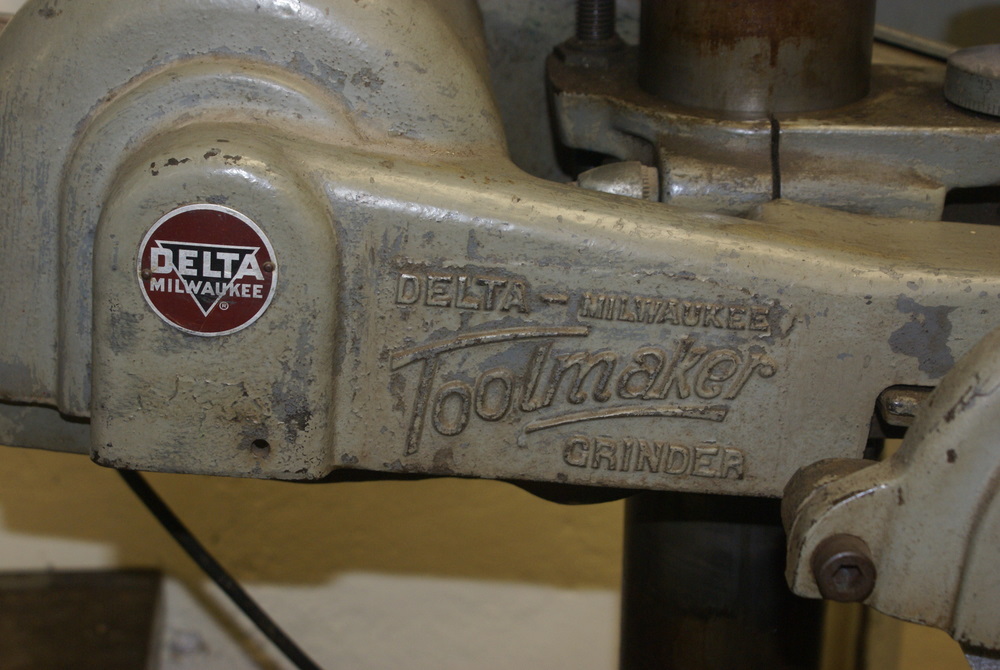 DELTA
MILWAUKEE
®
DELTA - MILWAUKEE
Toolmaker
GRINDER